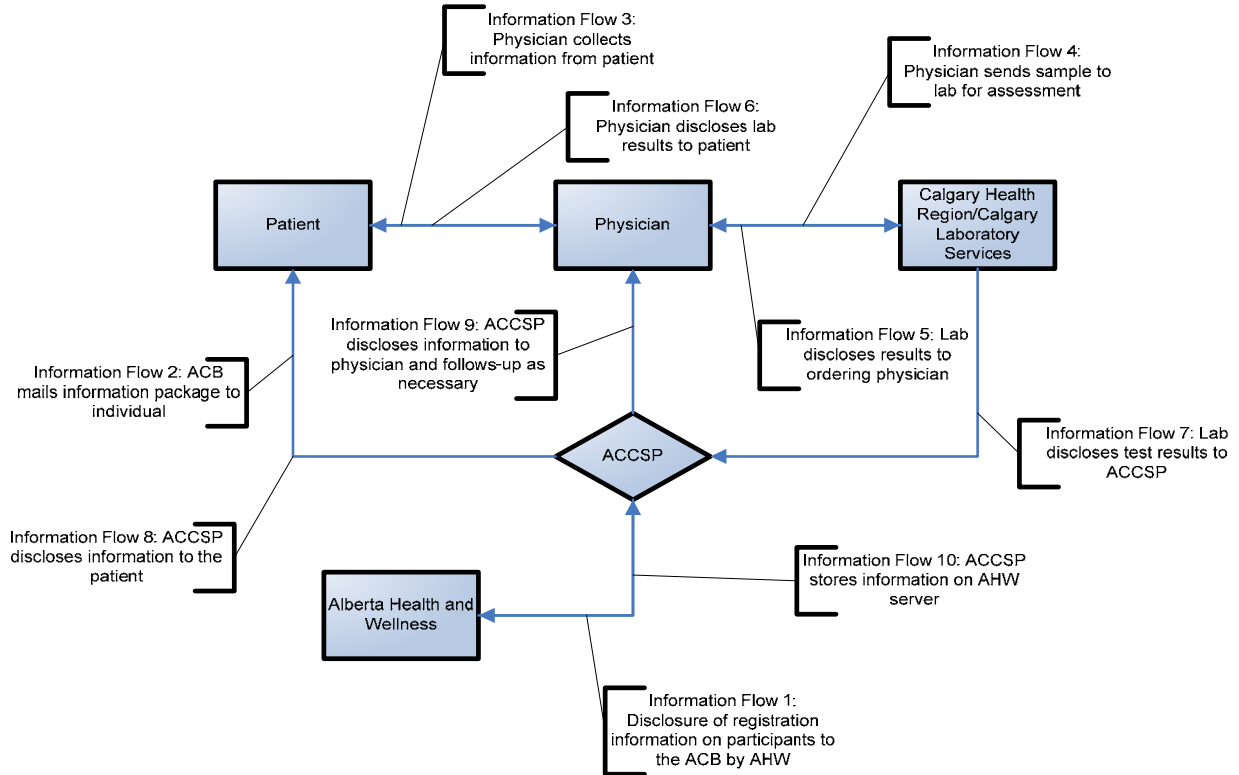 Information Flow 3:
Physician collects
information from patient
Information Flow 4:
Physician sends sample to
lab for assessment
Information Flow 6:
Physician discloses lab
results to patient
Patient
Physician
Calgary Health
Region/Calgary
Laboratory
Services
Information Flow 9: ACCSP
discloses information to
physician and follows-up as
necessary
Information Flow 5: Lab
discloses results to
ordering physician
Information Flow 2: ACB
mails information package to
individual
ACCSP
Information Flow 7: Lab
discloses test results to
ACCSP
Information Flow 8: ACCSP
discloses information to the
patient
Information Flow 10: ACCSP
stores information on AHW
server
Alberta Health and
Wellness
Information Flow 1:
Disclosure of registration
information on participants to
the ACB by AHW